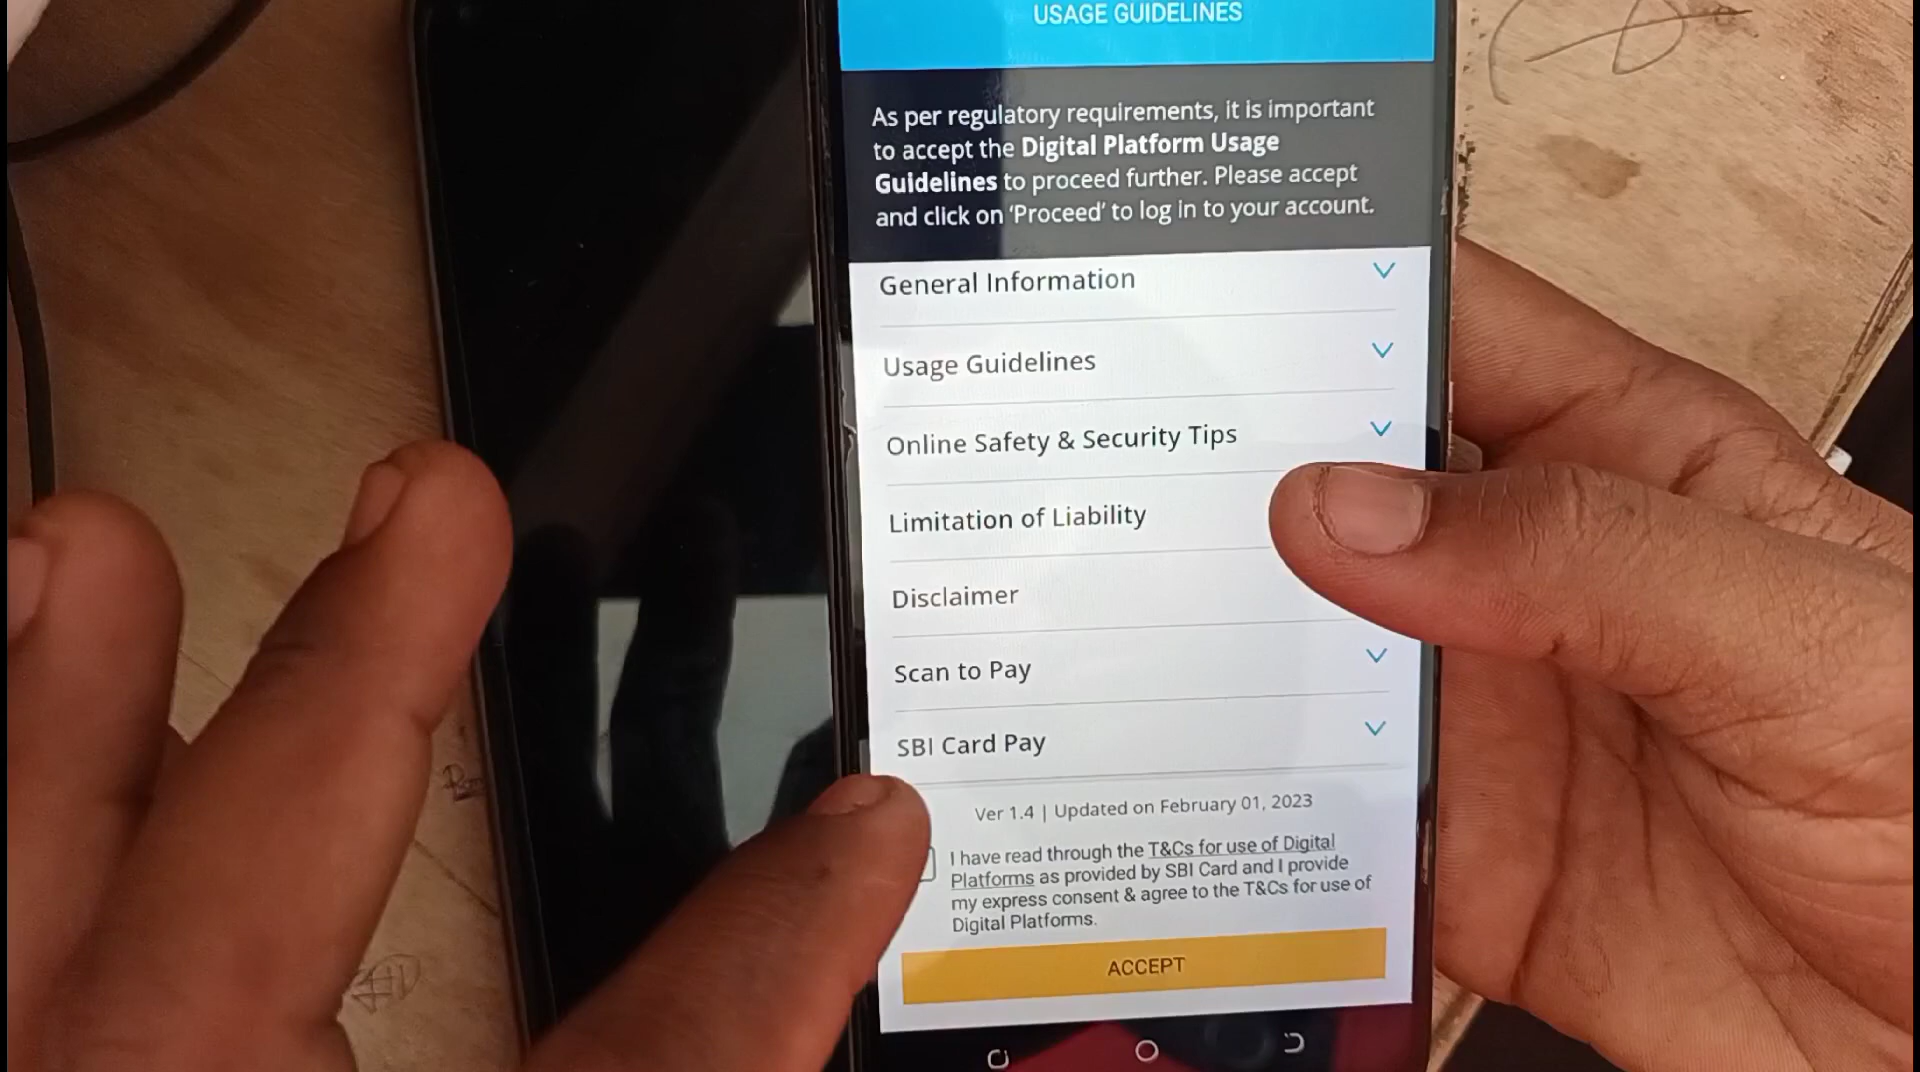 USAGE GUIDELINES
As per regulatory requirements, it is important
to accept the Digital Platform Usage
Guidelines to proceed further. Please accept
and click on ‘Proceed’ to log in to your account.
General Information
Usage Guidelines
Online Safety & Security Tips
Limitation of Liability
Disclaimer
Scan to Pay
SBI Card Pay
Ver 1.4 | Updated on February 01, 2023
I have read through the T&Cs for use of Digital
Platforms as provided by SBI Card and I provide
my express consent & agree to the T&Cs for use of
Digital Platforms.
ACCEPT